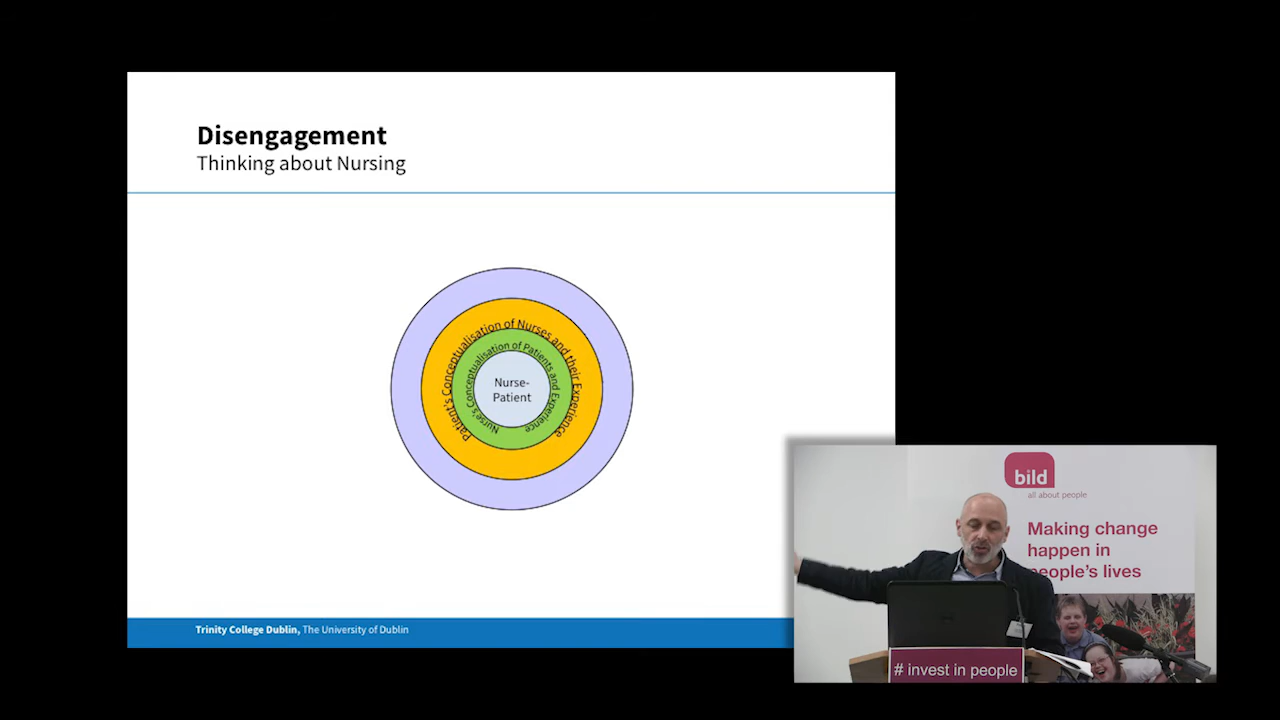 Disengagement
Thinking about Nursing
Patient's Conceptualisation of Nurses and their Experience
Nurse's Conceptualisation of Patients and Experience
Nurse-
Patient
Trinity College Dublin, The University of Dublin
bild
all about people
Making change
happen in
people's lives
# invest in people